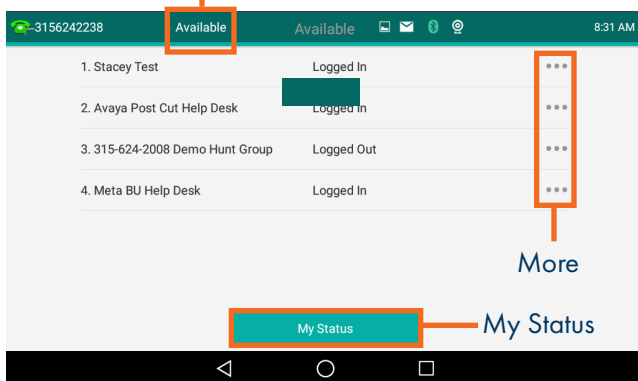 3156242238 Available Available 8:31 AM
1. Stacey Test Logged In
2. Avaya Post Cut Help Desk Logged In
3. 315-624-2008 Demo Hunt Group Logged Out
4. Meta BU Help Desk Logged In
More
My Status My Status